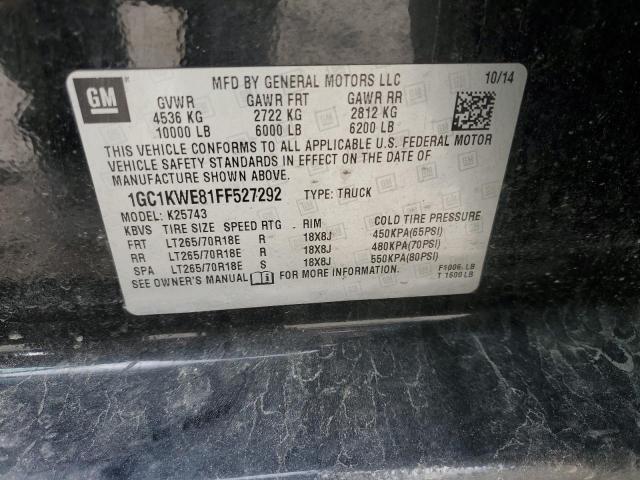 GM
MFD BY GENERAL MOTORS LLC 10/14
GVWR GAWR FRT GAWR RR
4536 KG 2722 KG 2812 KG
10000 LB 6000 LB 6200 LB
THIS VEHICLE CONFORMS TO ALL APPLICABLE U.S. FEDERAL MOTOR
VEHICLE SAFETY STANDARDS IN EFFECT ON THE DATE OF
MANUFACTURE SHOWN ABOVE.
1GC1KWE81FF527292 TYPE: TRUCK
MODEL: K25743
KBVS TIRE SIZE SPEED RTG RIM COLD TIRE PRESSURE
FRT LT265/70R18E R 18X8J 450KPA(65PSI)
RR LT265/70R18E R 18X8J 480KPA(70PSI)
SPA LT265/70R18E S 18X8J 550KPA(80PSI)
SEE OWNER'S MANUAL FOR MORE INFORMATION.
LB
T 1600 LB